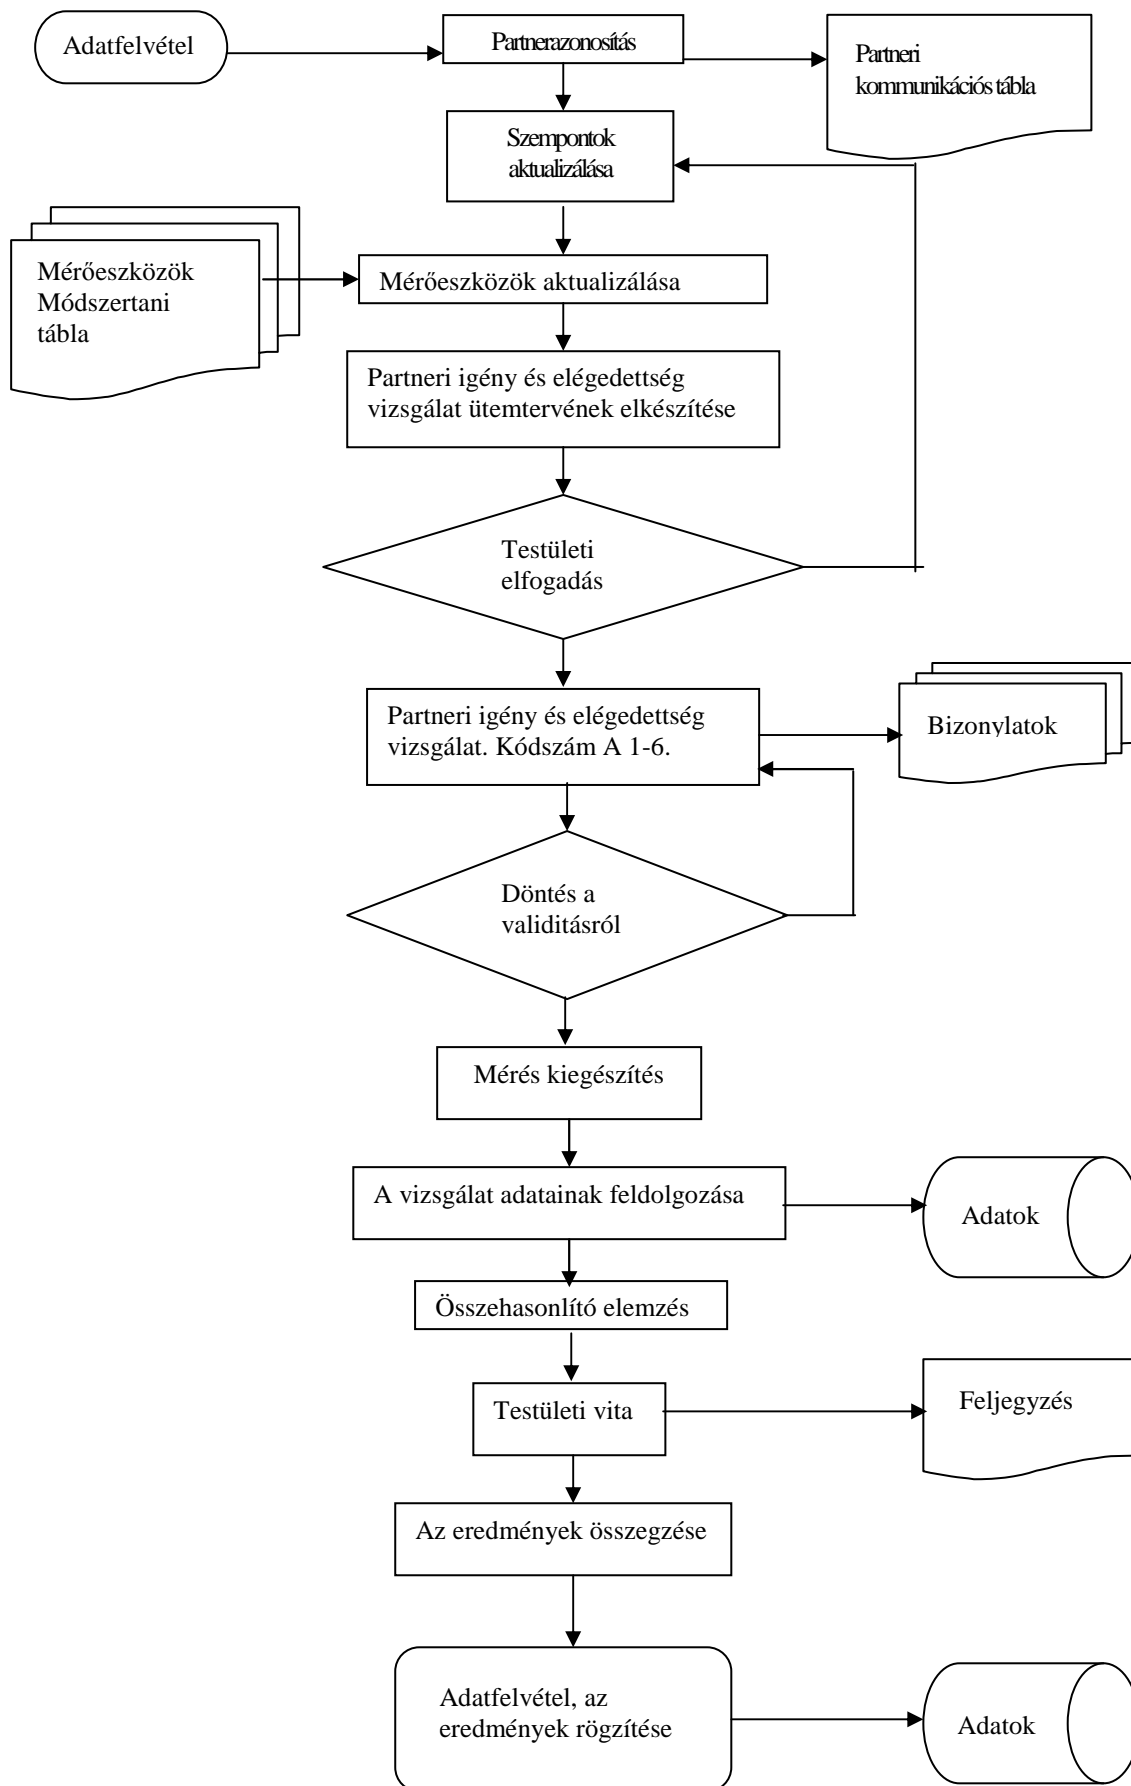 Adatfelvétel
Partnerazonosítás
Partneri
kommunikációs tábla
Szempontok
aktualizálása
Mérőeszközök
Módszertani
tábla
Mérőeszközök aktualizálása
Partneri igény és elégedettség
vizsgálat ütemtervének elkészítése
Testületi
elfogadás
Partneri igény és elégedettség
vizsgálat. Kódszám A 1-6.
Bizonylatok
Döntés a
validitásról
Mérés kiegészítés
A vizsgálat adatainak feldolgozása
Adatok
Összehasonlító elemzés
Testületi vita
Feljegyzés
Az eredmények összegzése
Adatfelvétel, az
eredmények rögzítése
Adatok